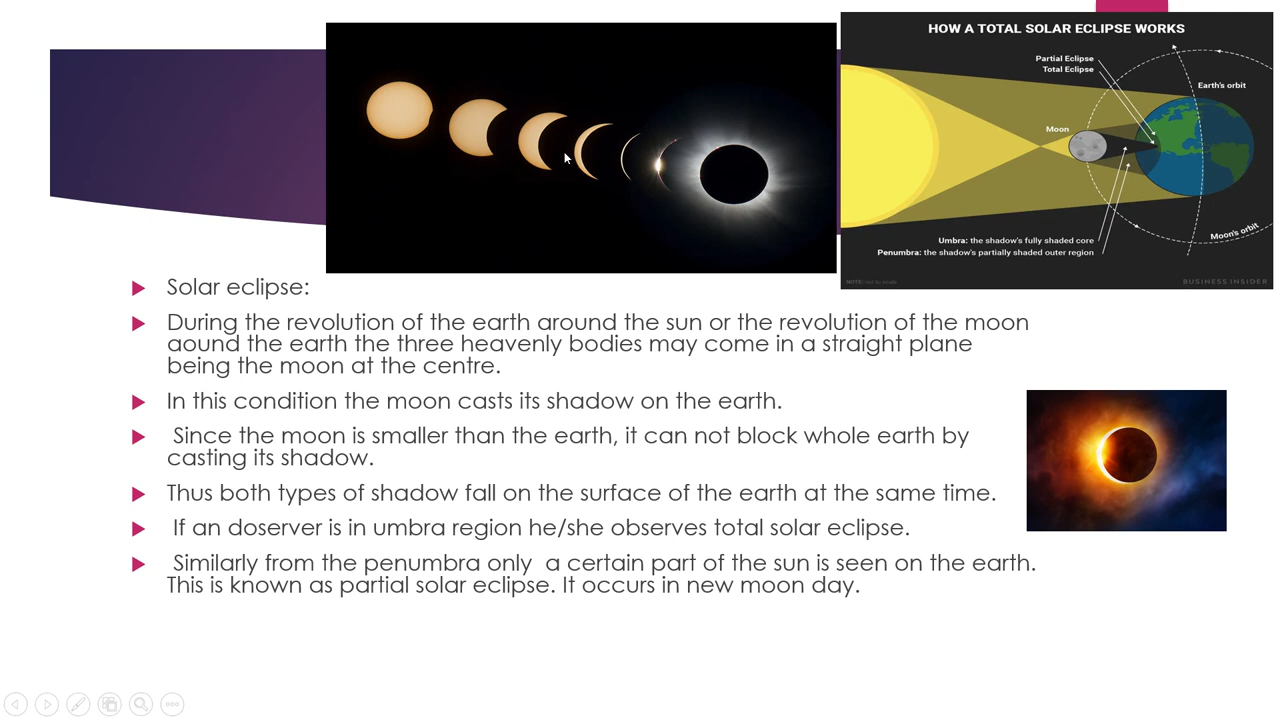 HOW A TOTAL SOLAR ECLIPSE WORKS
Partial Eclipse
Total Eclipse
Earth's orbit
Moon
Moon's orbit
Umbra: the shadow's fully shaded core
Penumbra: the shadow's partially shaded outer region
NOTE: not to scale
BUSINESS INSIDER
Solar eclipse:
During the revolution of the earth around the sun or the revolution of the moon
aound the earth the three heavenly bodies may come in a straight plane
being the moon at the centre.
In this condition the moon casts its shadow on the earth.
Since the moon is smaller than the earth, it can not block whole earth by
casting its shadow.
Thus both types of shadow fall on the surface of the earth at the same time.
If an doserver is in umbra region he/she observes total solar eclipse.
Similarly from the penumbra only a certain part of the sun is seen on the earth.
This is known as partial solar eclipse. It occurs in new moon day.